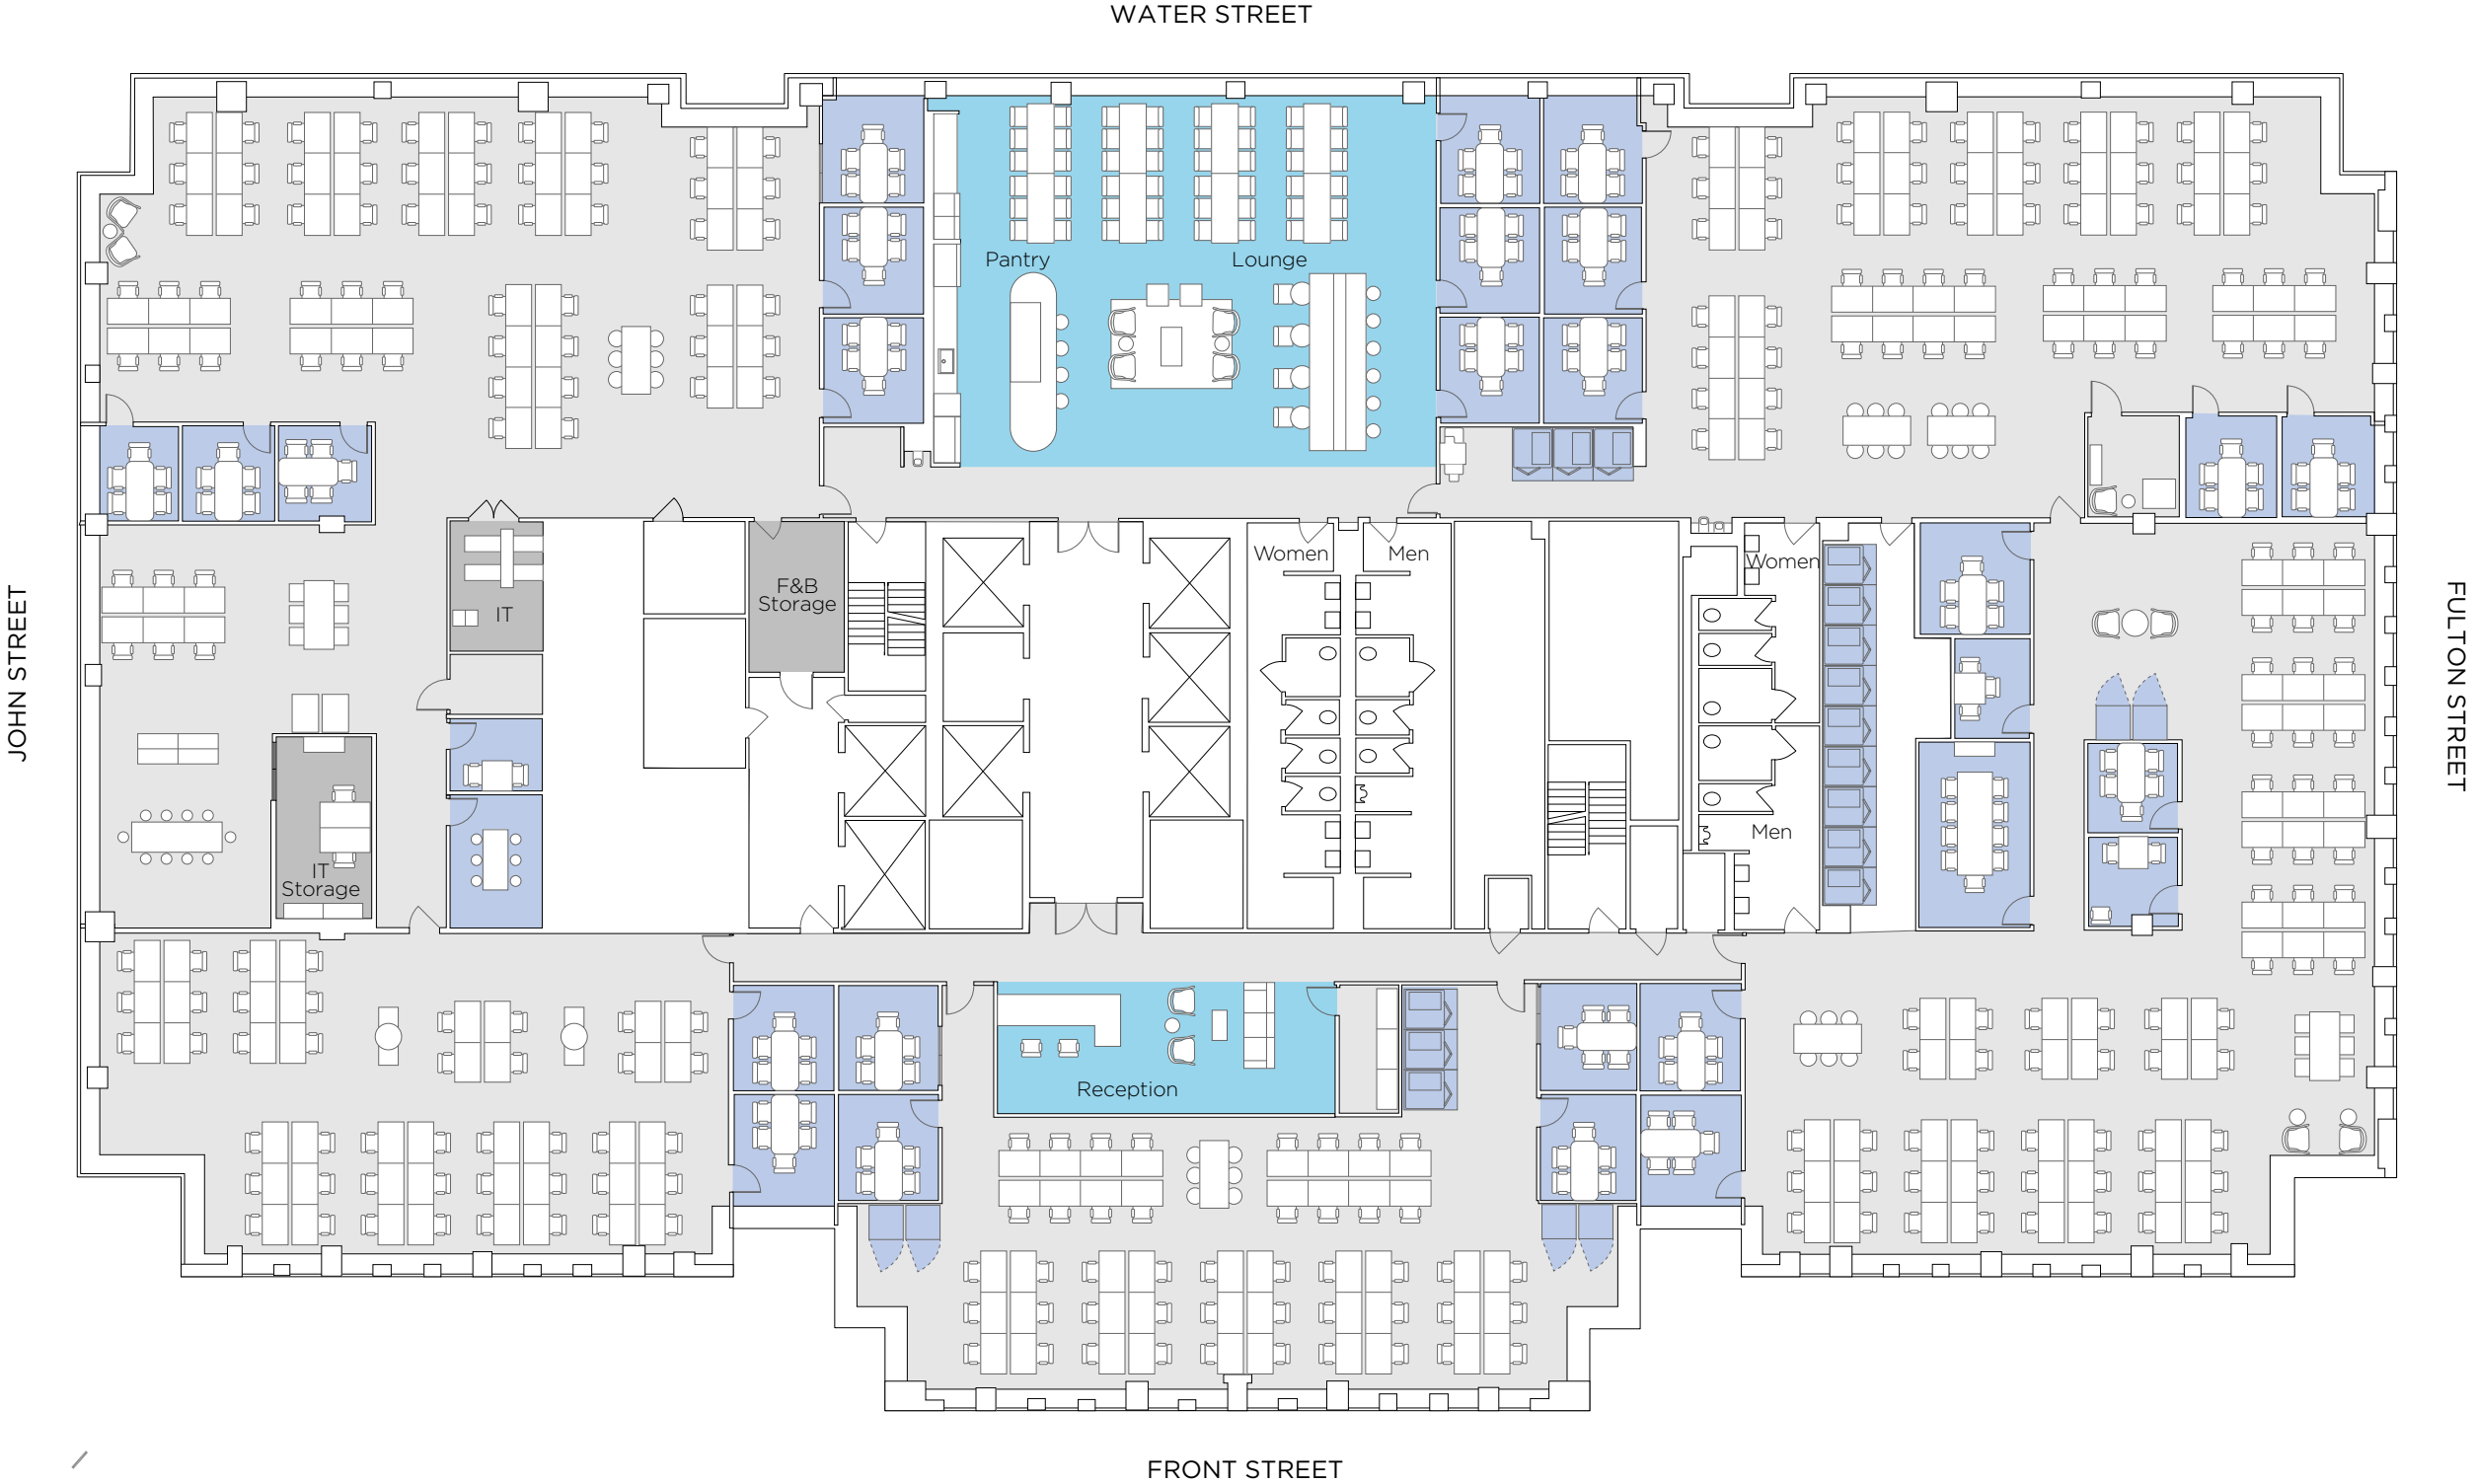 WATER STREET
Pantry
Lounge
Women
Men
Women
F&B
Storage
IT
JOHN STREET
FULTON STREET
Men
IT
Storage
Reception
FRONT STREET